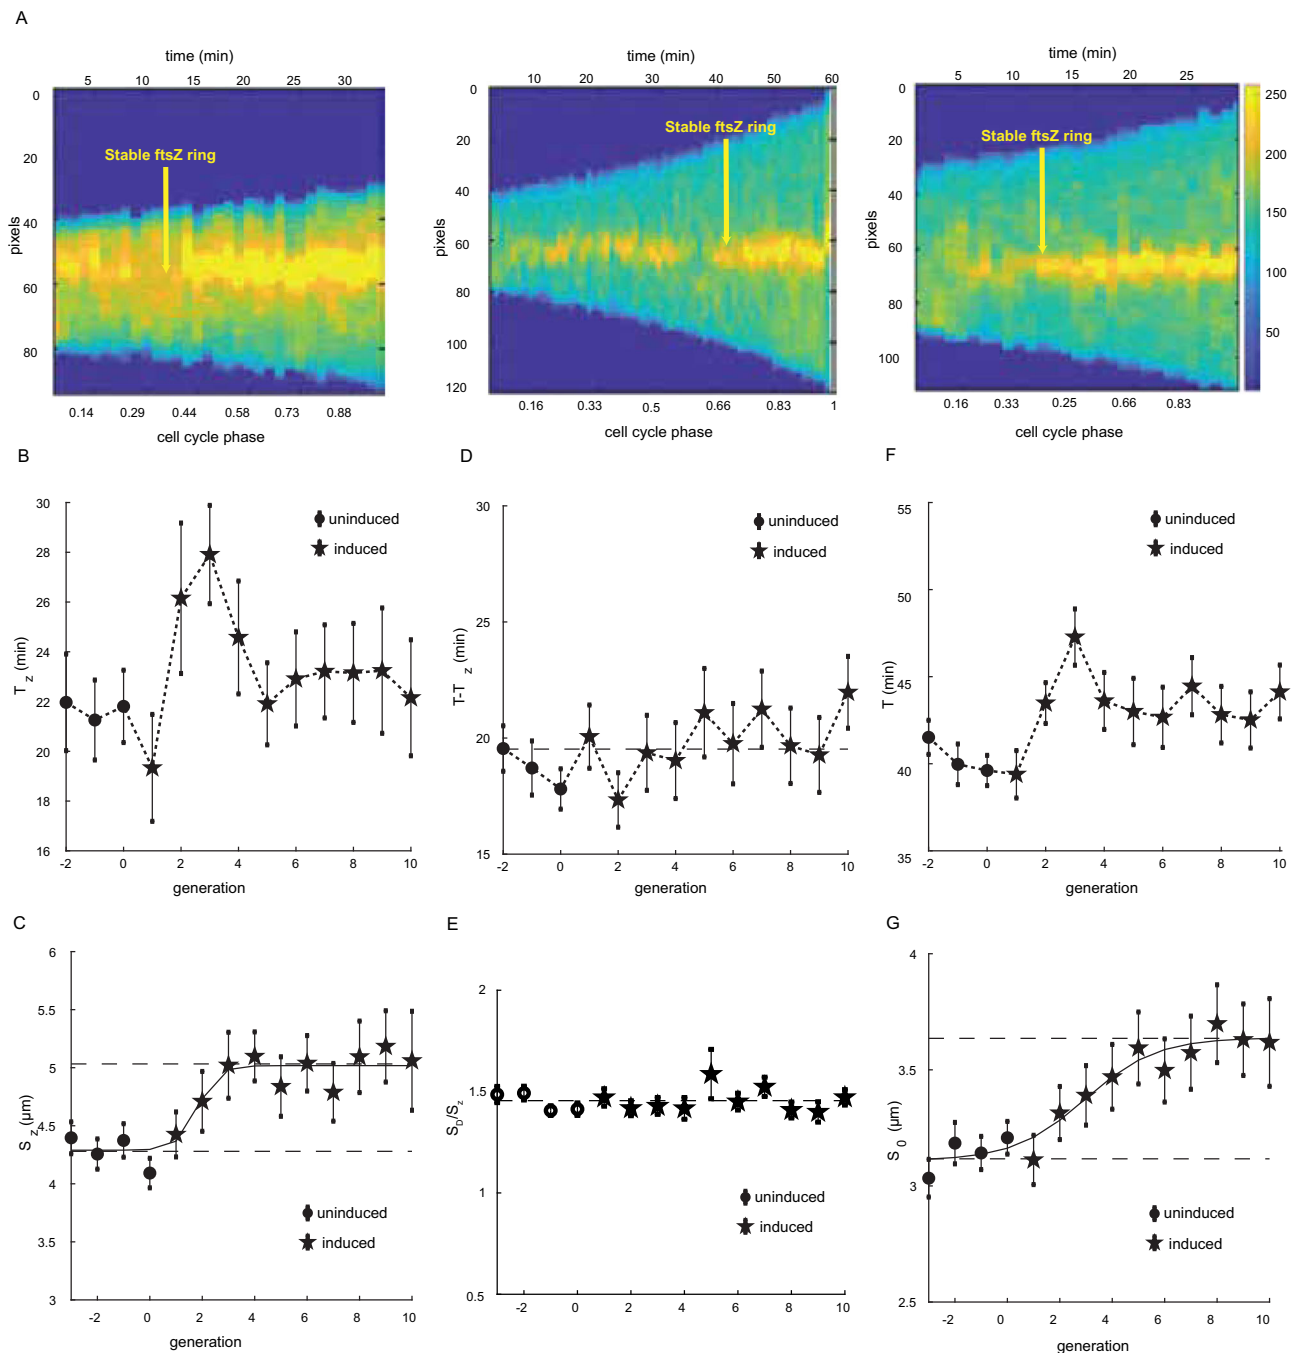 A
time (min)
5 10 15 20 25 30
0
20
40
60
80
pixels
Stable ftsZ ring
0.14 0.29 0.44 0.58 0.73 0.88
cell cycle phase
time (min)
10 20 30 40 50 60
0
20
40
60
80
100
120
pixels
Stable ftsZ ring
0.16 0.33 0.5 0.66 0.83 1
cell cycle phase
time (min)
5 10 15 20 25
0
20
40
60
80
100
pixels
Stable ftsZ ring
0.16 0.33 0.25 0.66 0.83
cell cycle phase
250
200
150
100
50
B
30
28
26
24
22
20
18
16
T z (min)
uninduced
induced
-2 0 2 4 6 8 10
generation
D
30
25
20
15
T-T z (min)
uninduced
induced
-2 0 2 4 6 8 10
generation
F
55
50
45
40
35
T (min)
uninduced
induced
-2 0 2 4 6 8 10
generation
C
6
5.5
5
4.5
4
3.5
3
S z (µm)
uninduced
induced
-2 0 2 4 6 8 10
generation
E
2
1.5
1
0.5
S_D/S_z
uninduced
induced
-2 0 2 4 6 8 10
generation
G
4
3.5
3
2.5
S 0 (µm)
uninduced
induced
-2 0 2 4 6 8 10
generation